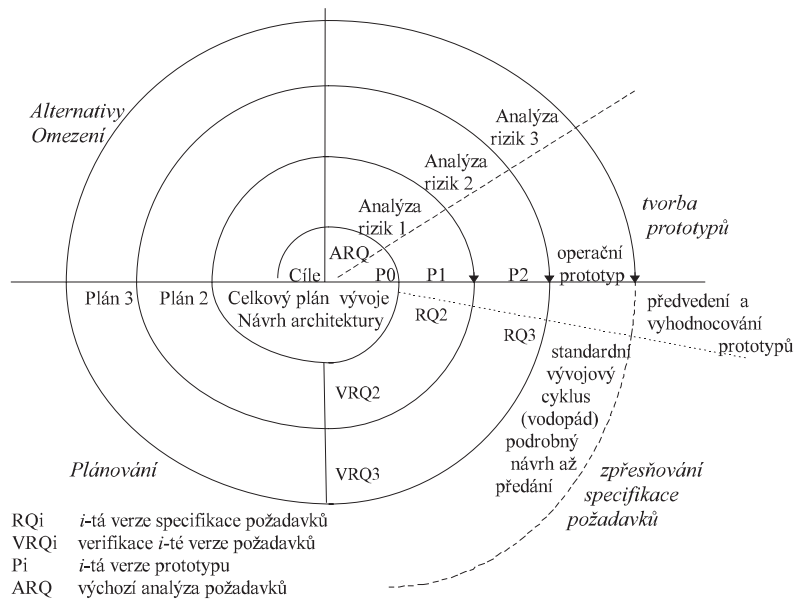 Alternativy
Omezení
Analýza
rizik 3
Analýza
rizik 2
Analýza
rizik 1
tvorba
prototypů
ARQ
operační
prototyp
Cíle
P0
P1
P2
Plán 3
Plán 2
Celkový plán vývoje
Návrh architektury
RQ2
RQ3
předvedení a
vyhodnocování
prototypů
standardní
vývojový
cyklus
(vodopád)
podrobný
návrh až
předání
VRQ2
VRQ3
Plánování
zpřesňování
specifikace
požadavků
RQi i-tá verze specifikace požadavků
VRQi verifikace i-té verze požadavků
Pi i-tá verze prototypu
ARQ výchozí analýza požadavků